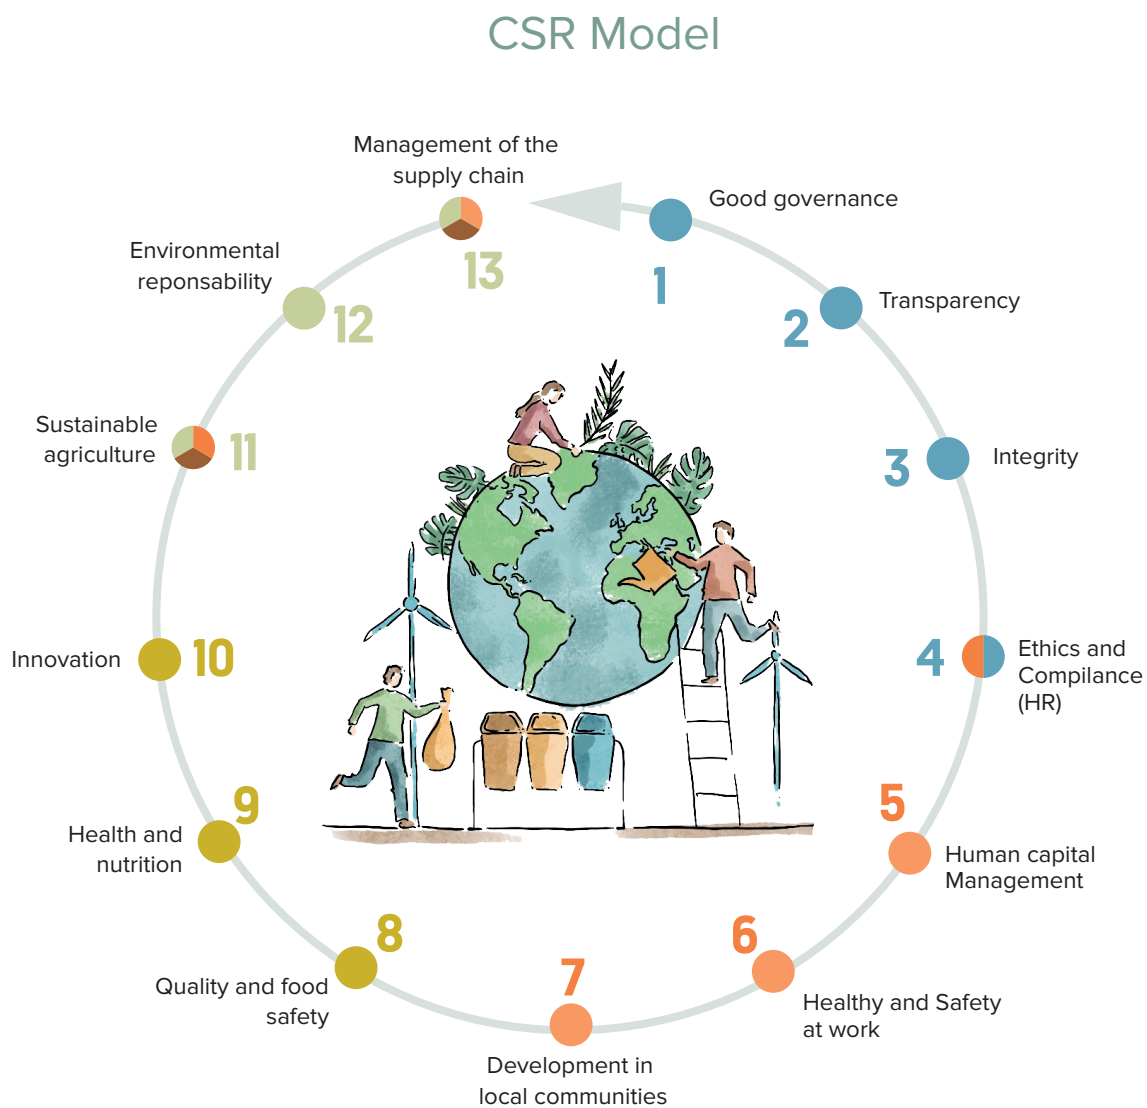 CSR Model
1
Good governance
2
Transparency
3
Integrity
4
Ethics and
Compilance
(HR)
5
Human capital
Management
6
Healthy and Safety
at work
7
Development in
local communities
8
Quality and food
safety
9
Health and
nutrition
10
Innovation
11
Sustainable
agriculture
12
Environmental
reponsability
13
Management of the
supply chain